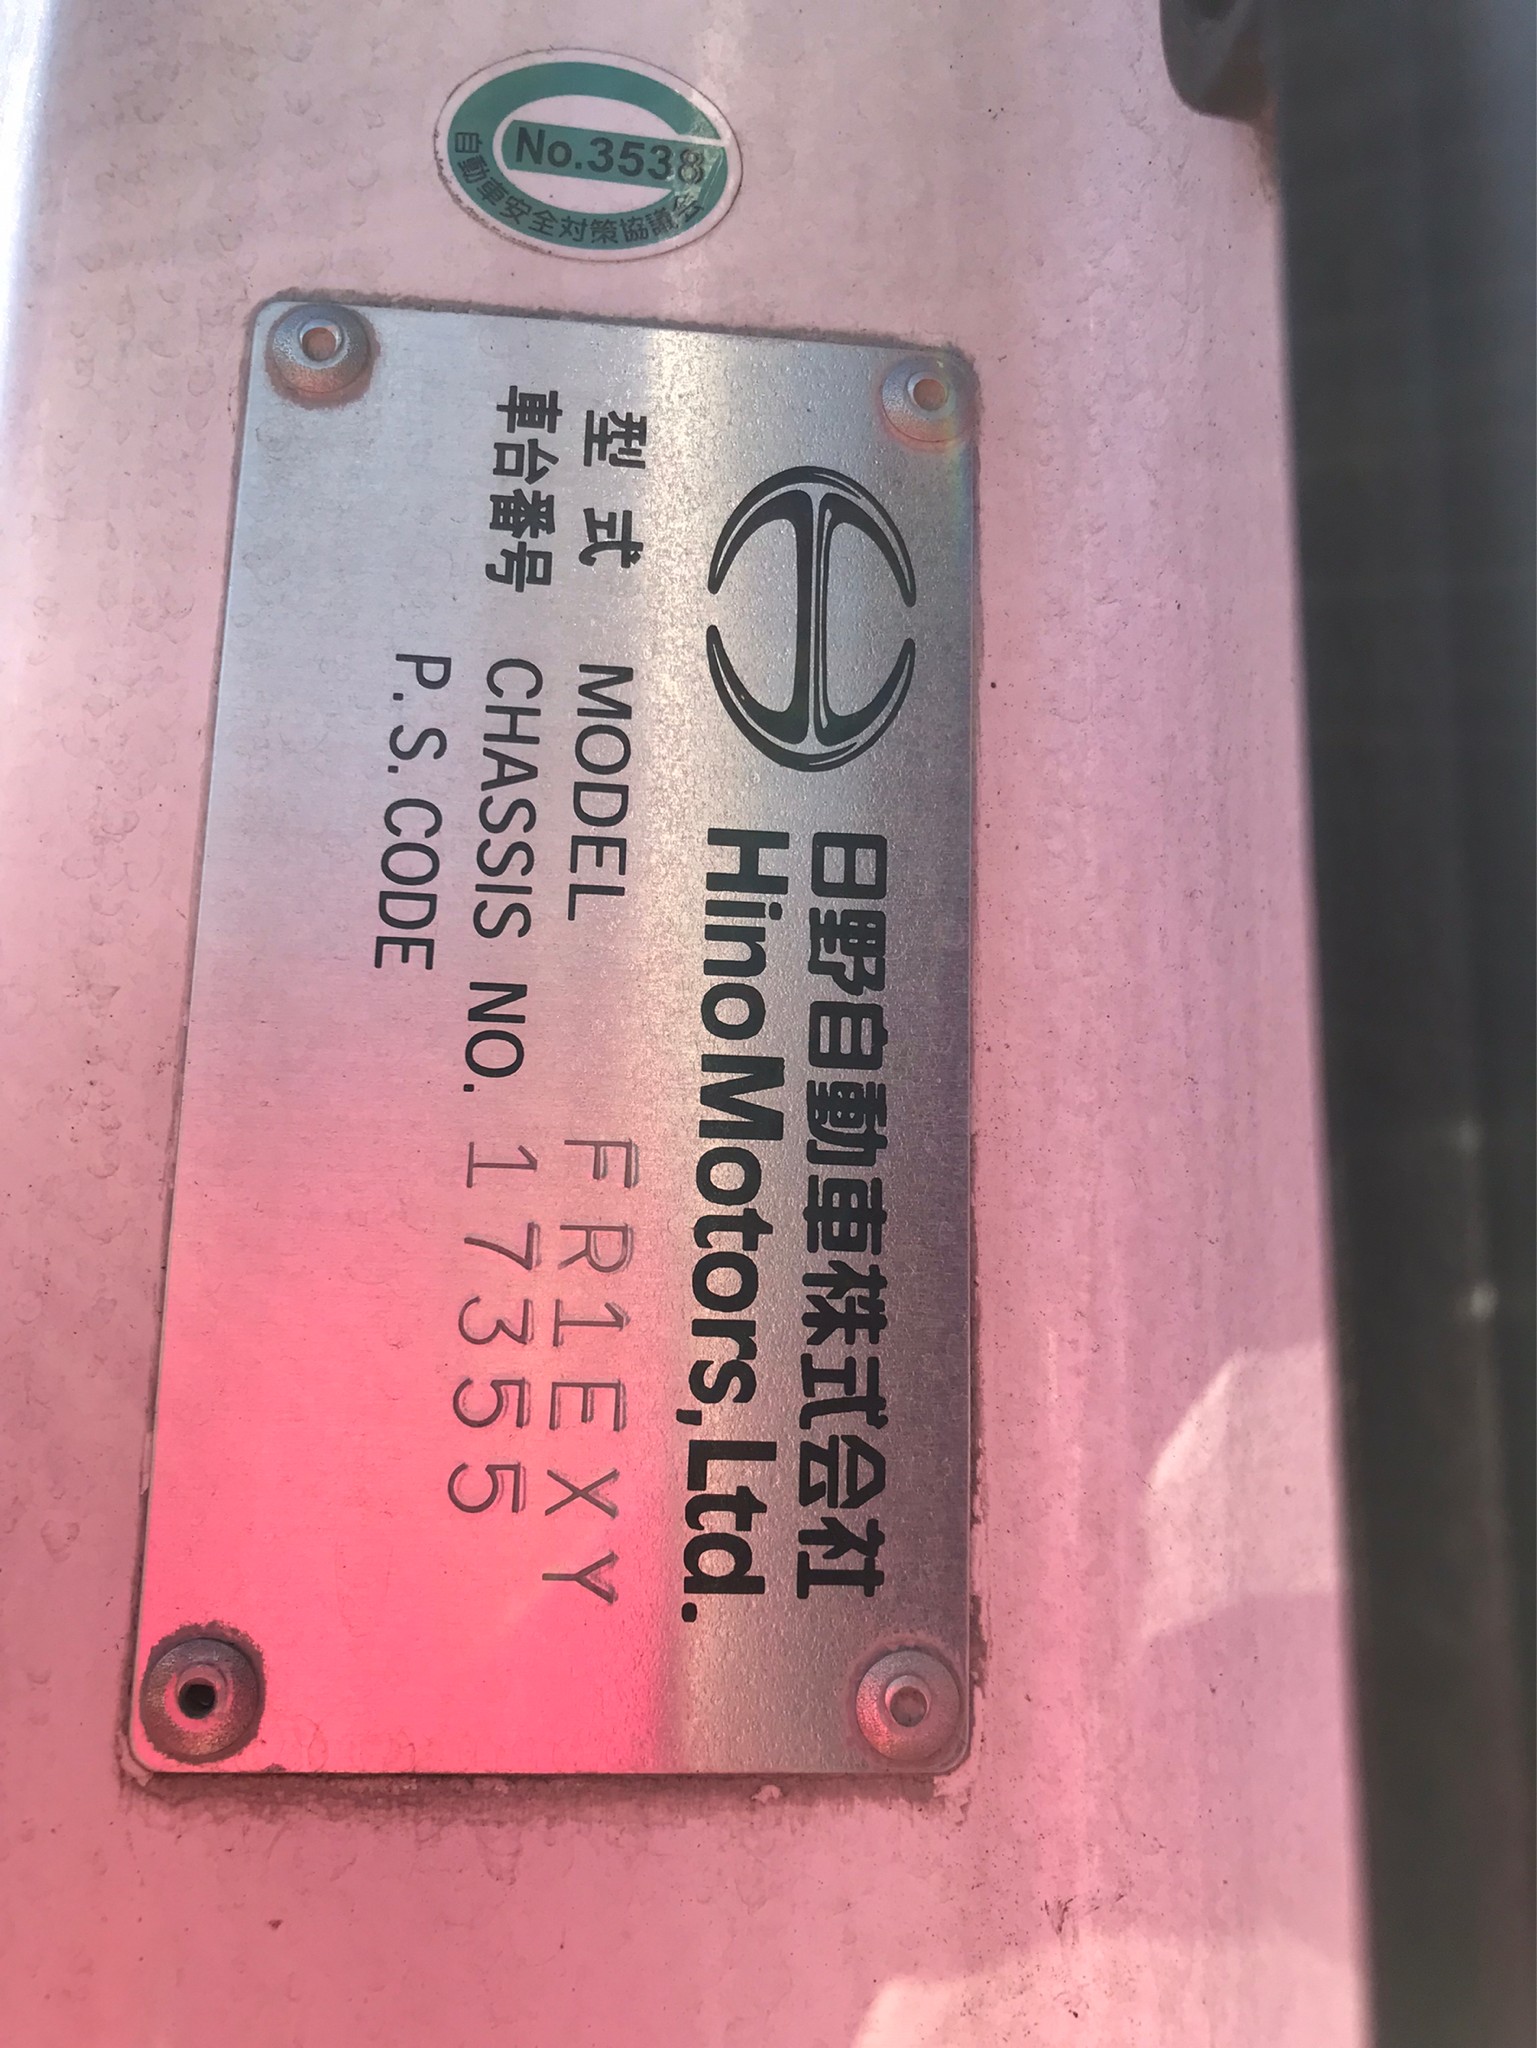 No.3538
自動車安全対策協議会
日野自動車株式会社
Hino Motors, Ltd.
型式 MODEL FR1EXY
車台番号 CHASSIS NO. 17355
P.S.CODE